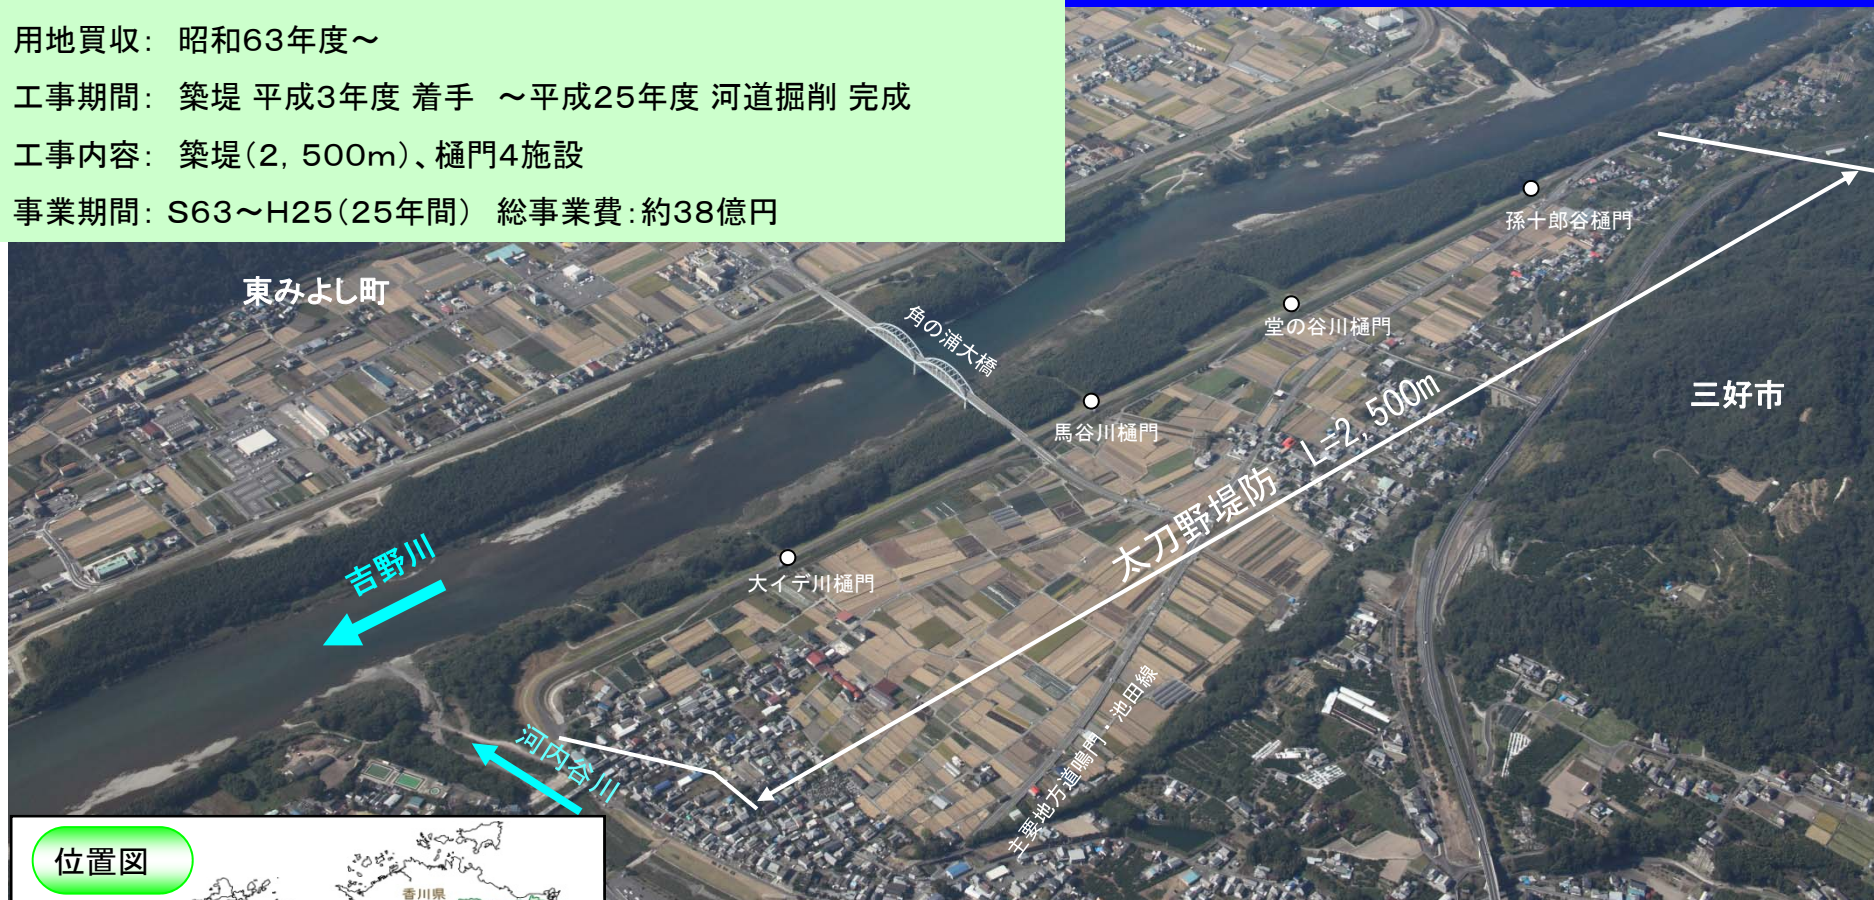 用地買収： 昭和63年度～
工事期間： 築堤 平成3年度 着手 ～平成25年度 河道掘削 完成
工事内容： 築堤（2，500m）、樋門4施設
事業期間：S63～H25（25年間） 総事業費：約38億円
東みよし町
角の浦大橋
孫十郎谷樋門
堂の谷川樋門
馬谷川樋門
三好市
太刀野堤防 L=2，500m
吉野川
大イデ川樋門
河内谷川
主要地方道鳴門・池田線
位置図
香川県